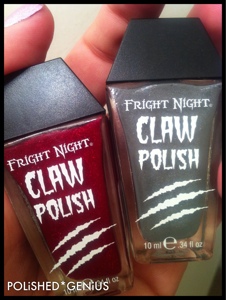 FRIGHT NIGHT®
CLAW
POLISH
FRIGHT NIGHT®
CLAW
POLISH
10 ml e .34 fl oz
POLISHED*GENIUS